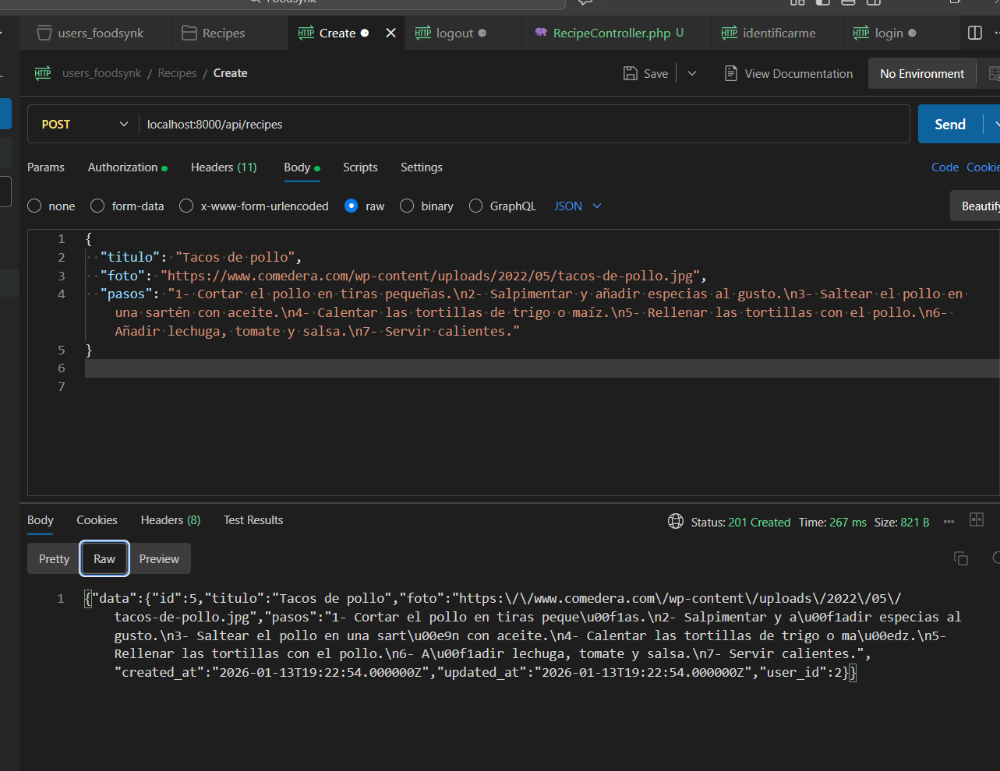 users_foodsynk
Recipes
HTTP Create
HTTP logout
RecipeController.php U
HTTP identificarme
HTTP login
HTTP users_foodsynk / Recipes / Create
Save
View Documentation
No Environment
POST
localhost:8000/api/recipes
Send
Params
Authorization
Headers (11)
Body
Scripts
Settings
Code
Cookie
none
form-data
x-www-form-urlencoded
raw
binary
GraphQL
JSON
Beautify
1 {
2 "titulo": "Tacos de pollo",
3 "foto": "https://www.comedera.com/wp-content/uploads/2022/05/tacos-de-pollo.jpg",
4 "pasos": "1- Cortar el pollo en tiras pequeñas.\n2- Salpimentar y añadir especias al gusto.\n3- Saltear el pollo en
una sartén con aceite.\n4- Calentar las tortillas de trigo o maíz.\n5- Rellenar las tortillas con el pollo.\n6-
Añadir lechuga, tomate y salsa.\n7- Servir calientes."
5 }
6
7
Body
Cookies
Headers (8)
Test Results
Status: 201 Created Time: 267 ms Size: 821 B
Pretty
Raw
Preview
1 {"data":{"id":5,"titulo":"Tacos de pollo","foto":"https:\/\/www.comedera.com\/wp-content\/uploads\/2022\/05\/
tacos-de-pollo.jpg","pasos":"1- Cortar el pollo en tiras peque\u00f1as.\n2- Salpimentar y a\u00f1adir especias al
gusto.\n3- Saltear el pollo en una sart\u00e9n con aceite.\n4- Calentar las tortillas de trigo o ma\u00edz.\n5-
Rellenar las tortillas con el pollo.\n6- A\u00f1adir lechuga, tomate y salsa.\n7- Servir calientes.",
"created_at":"2026-01-13T19:22:54.000000Z","updated_at":"2026-01-13T19:22:54.000000Z","user_id":2}}